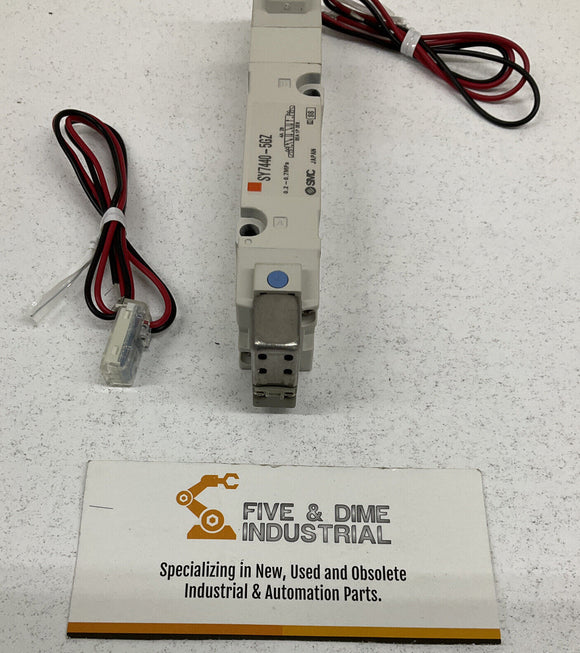 SY7440-5GZ
0.2-0.7MPa
SMC JAPAN
FIVE & DIME
INDUSTRIAL
Specializing in New, Used and Obsolete
Industrial & Automation Parts.